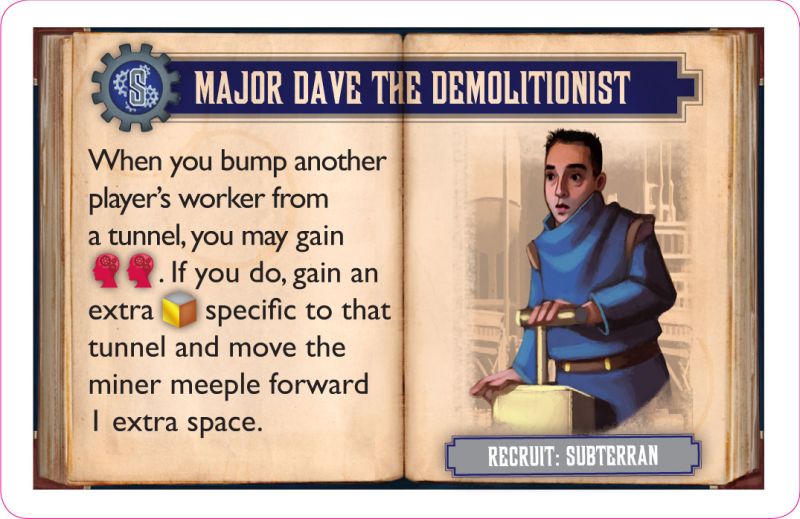 S
MAJOR DAVE THE DEMOLITIONIST
When you bump another
player's worker from
a tunnel, you may gain
. If you do, gain an
extra specific to that
tunnel and move the
miner meeple forward
1 extra space.
RECRUIT: SUBTERRAN